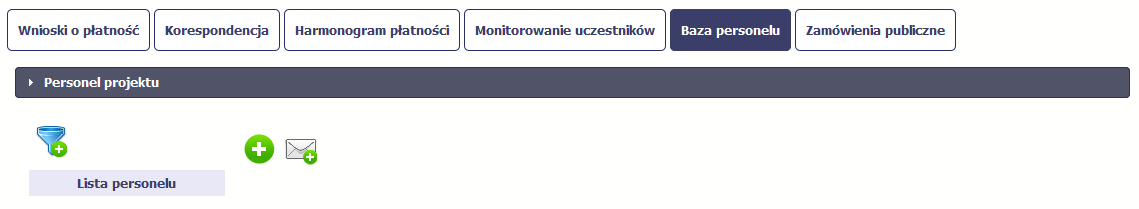 Wnioski o płatność Korespondencja Harmonogram płatności Monitorowanie uczestników Baza personelu Zamówienia publiczne
Personel projektu
Lista personelu